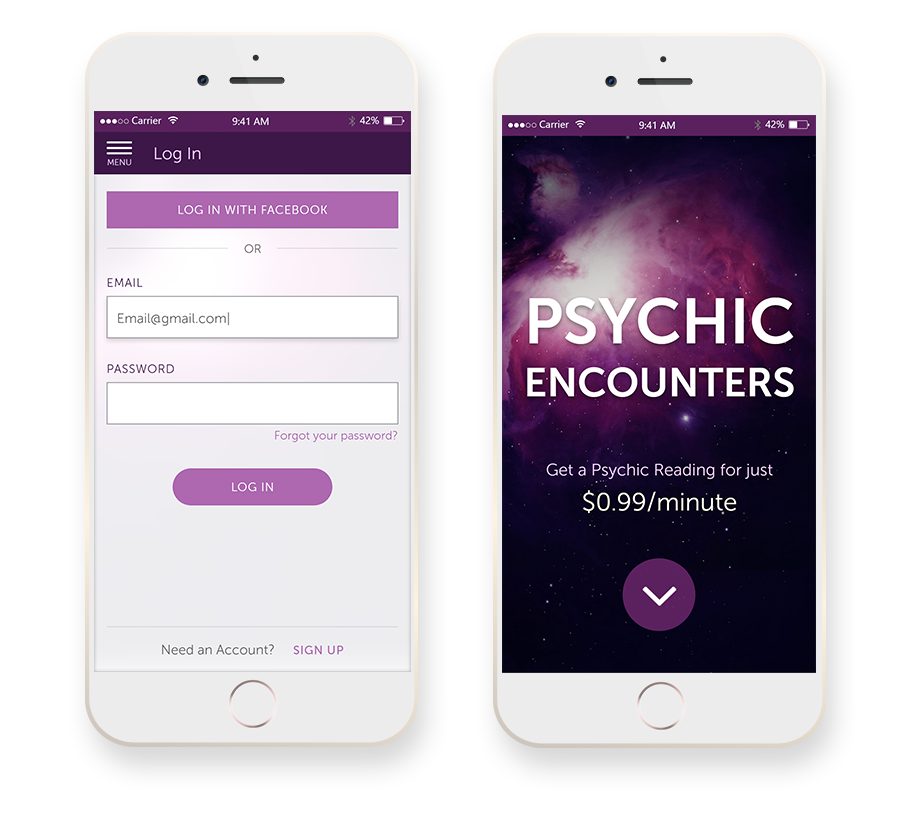 Carrier 9:41 AM 42%
MENU
Log In
LOG IN WITH FACEBOOK
OR
EMAIL
Email@gmail.com
PASSWORD
Forgot your password?
LOG IN
Need an Account? SIGN UP
Carrier 9:41 AM 42%
PSYCHIC
ENCOUNTERS
Get a Psychic Reading for just
$0.99/minute